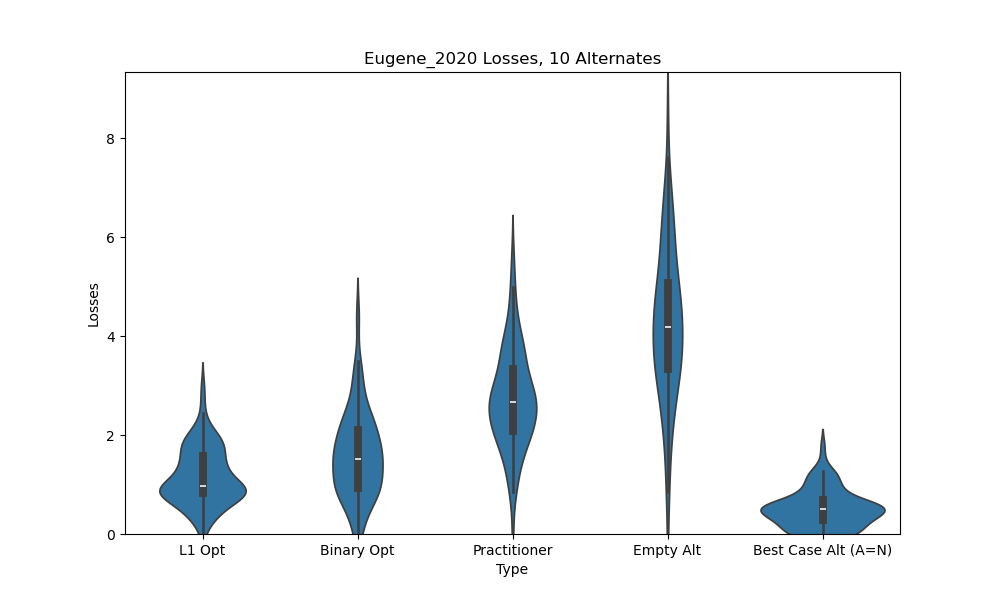 Eugene_2020 Losses, 10 Alternates
8
6
4
2
0
Losses
L1 Opt
Binary Opt
Practitioner
Empty Alt
Best Case Alt (A=N)
Type